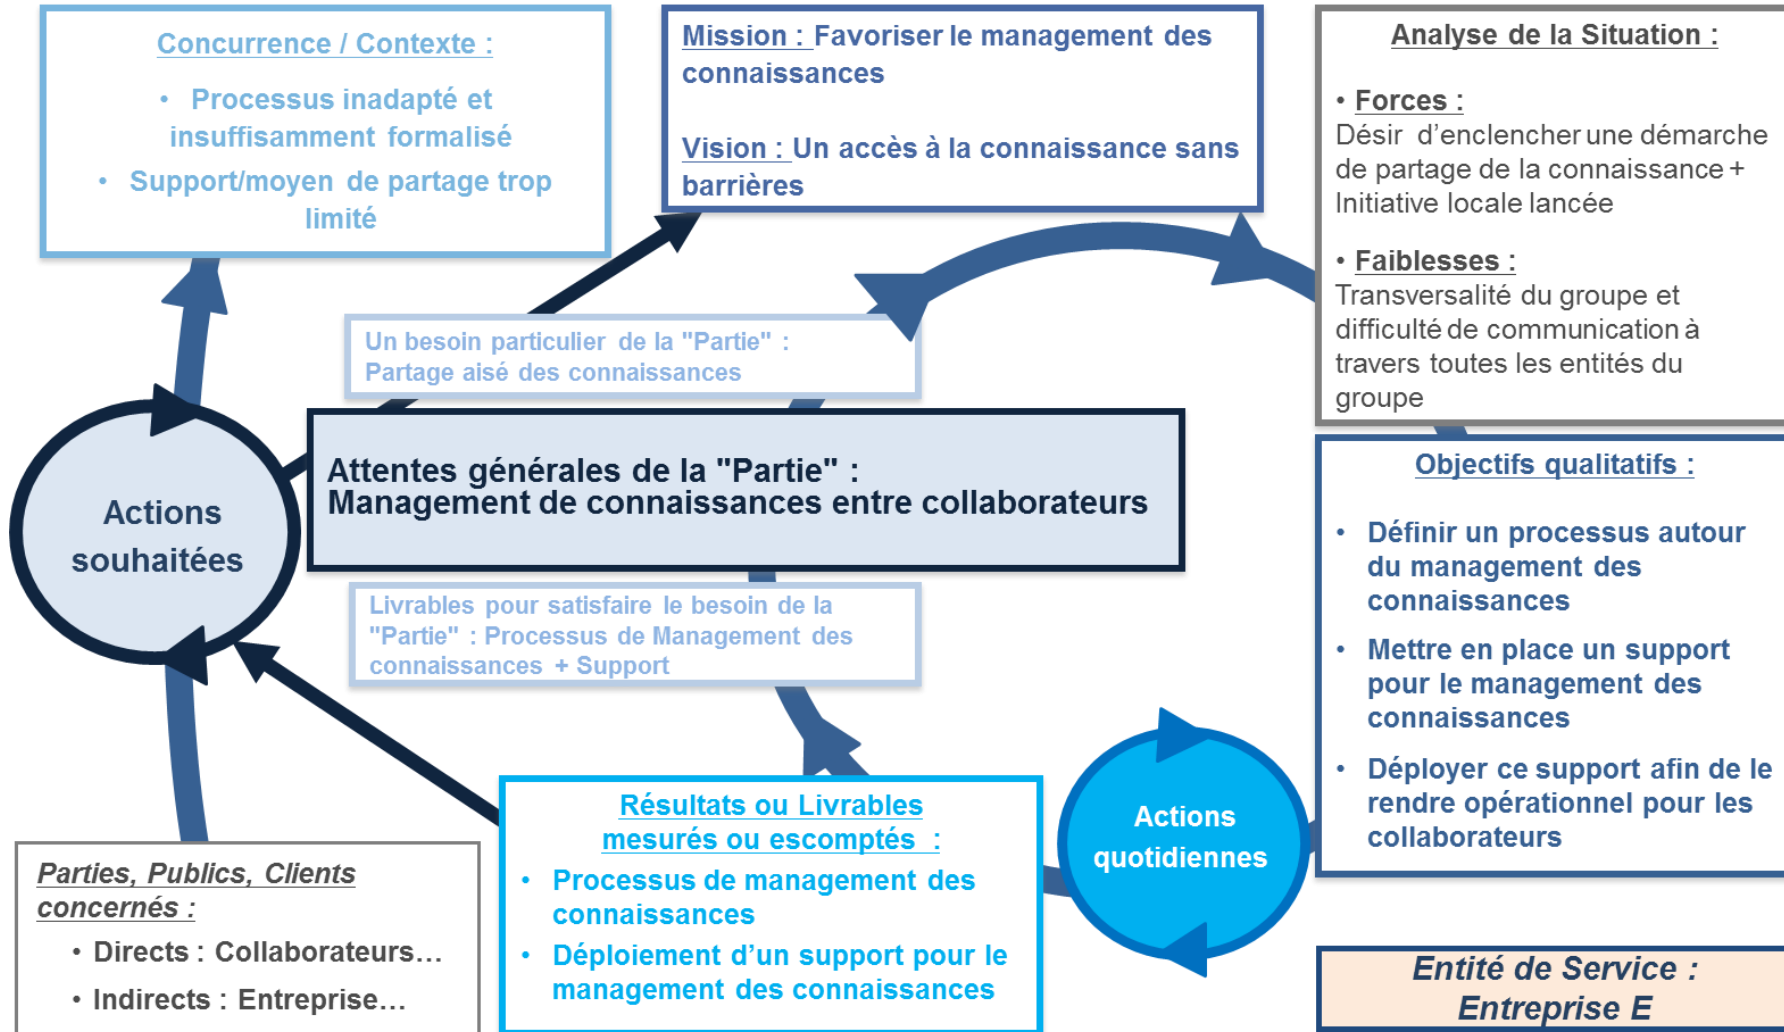 Concurrence / Contexte :
• Processus inadapté et
insuffisamment formalisé
• Support/moyen de partage trop
limité
Mission : Favoriser le management des
connaissances
Vision : Un accès à la connaissance sans
barrières
Analyse de la Situation :
• Forces :
Désir d’enclencher une démarche
de partage de la connaissance +
Initiative locale lancée
• Faiblesses :
Transversalité du groupe et
difficulté de communication à
travers toutes les entités du
groupe
Un besoin particulier de la "Partie" :
Partage aisé des connaissances
Actions
souhaitées
Attentes générales de la "Partie" :
Management de connaissances entre collaborateurs
Livrables pour satisfaire le besoin de la
"Partie" : Processus de Management des
connaissances + Support
Objectifs qualitatifs :
• Définir un processus autour
du management des
connaissances
• Mettre en place un support
pour le management des
connaissances
• Déployer ce support afin de le
rendre opérationnel pour les
collaborateurs
Actions
quotidiennes
Résultats ou Livrables
mesurés ou escomptés :
• Processus de management des
connaissances
• Déploiement d’un support pour le
management des connaissances
Parties, Publics, Clients
concernés :
• Directs : Collaborateurs…
• Indirects : Entreprise…
Entité de Service :
Entreprise E